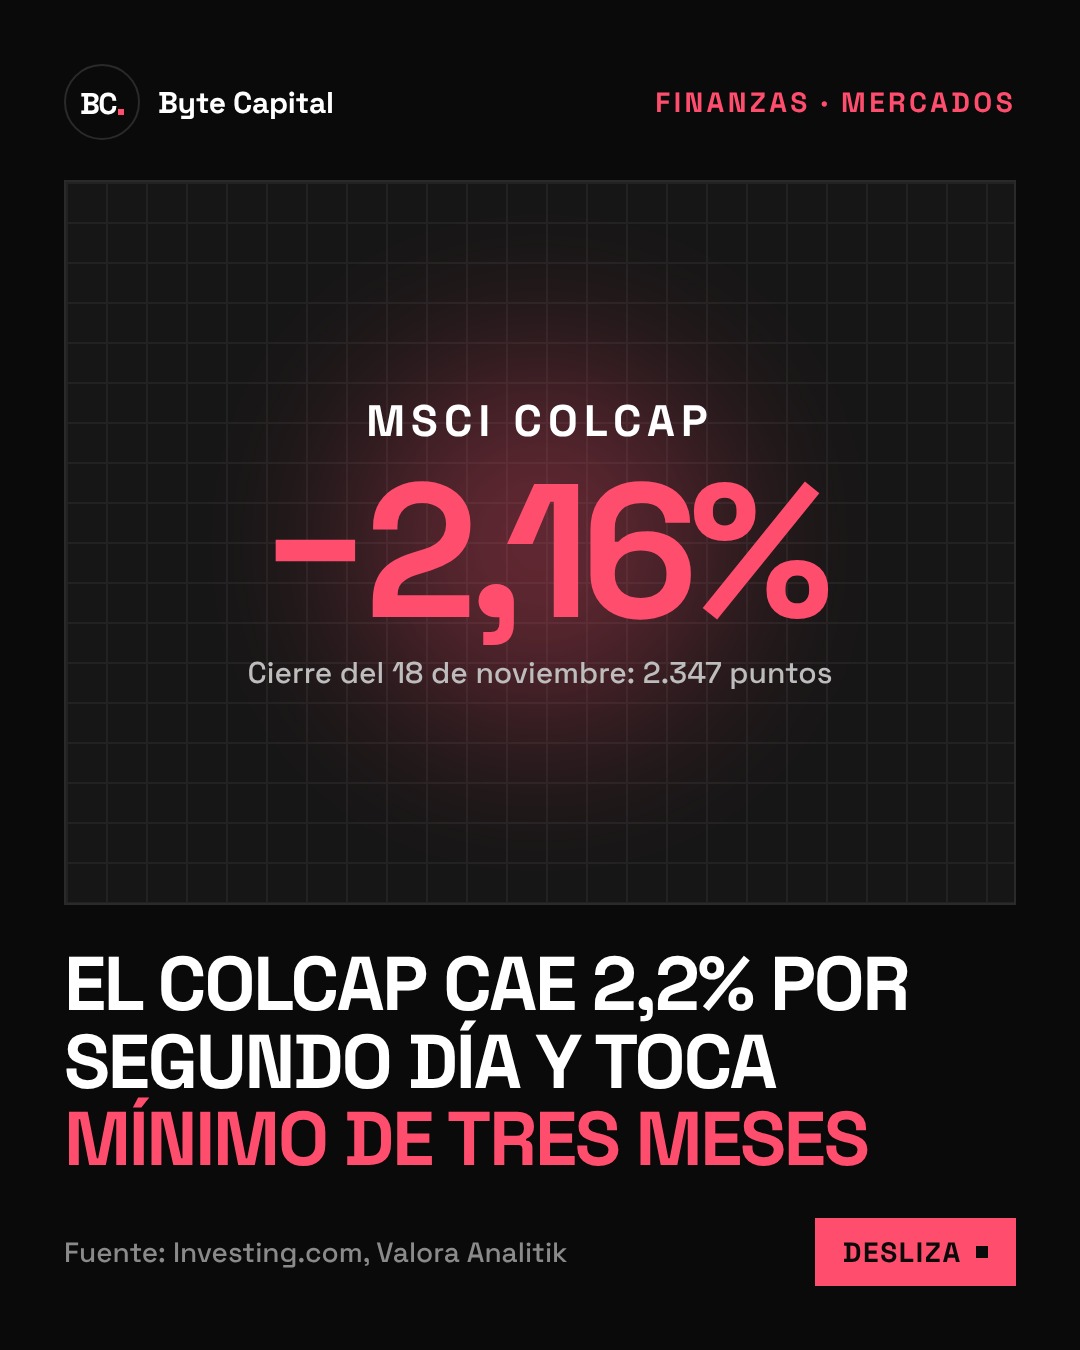 BC.
Byte Capital
FINANZAS · MERCADOS
MSCI COLCAP
−2,16%
Cierre del 18 de noviembre: 2.347 puntos
EL COLCAP CAE 2,2% POR
SEGUNDO DÍA Y TOCA
MÍNIMO DE TRES MESES
Fuente: Investing.com, Valora Analitik
DESLIZA